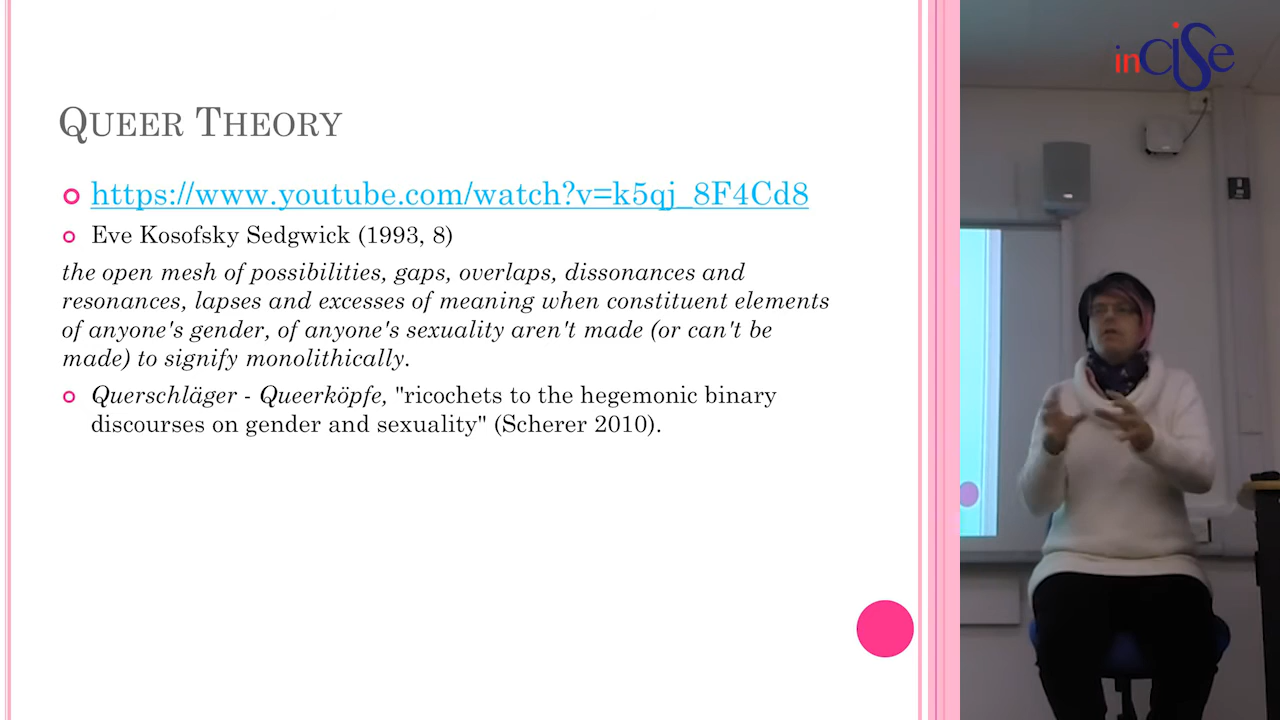 inCiSe
QUEER THEORY
https://www.youtube.com/watch?v=k5qj_8F4Cd8
Eve Kosofsky Sedgwick (1993, 8)
the open mesh of possibilities, gaps, overlaps, dissonances and
resonances, lapses and excesses of meaning when constituent elements
of anyone's gender, of anyone's sexuality aren't made (or can't be
made) to signify monolithically.
Querschläger - Queerköpfe, "ricochets to the hegemonic binary
discourses on gender and sexuality" (Scherer 2010).